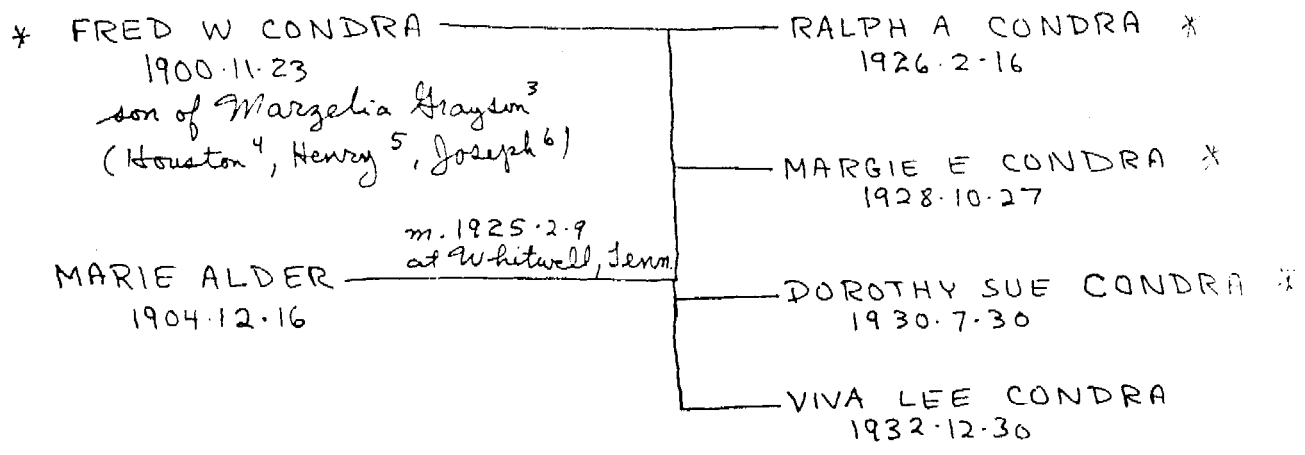 * FRED W CONDRA
1900·11·23
son of Marzelia Grayson³
(Houston⁴, Henry⁵, Joseph⁶)
m. 1925·2·9
at Whitwell, Tenn.
MARIE ALDER
1904·12·16
RALPH A CONDRA *
1926·2·16
MARGIE E CONDRA *
1928·10·27
DOROTHY SUE CONDRA *
1930·7·30
VIVA LEE CONDRA
1932·12·30